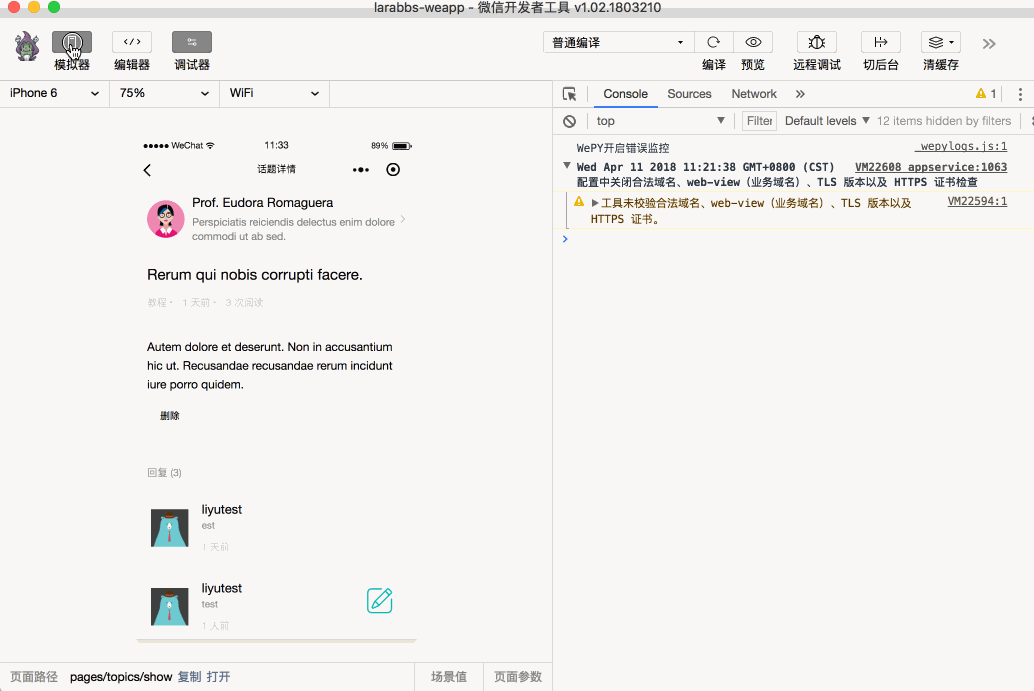 larabbs-weapp - 微信开发者工具 v1.02.1803210
模拟器 编辑器 调试器 普通编译 编译 预览 远程调试 切后台 清缓存
iPhone 6 75% WiFi
Console Sources Network 1
top Filter Default levels 12 items hidden by filters
WePY开启错误监控 _wepylogs.js:1
Wed Apr 11 2018 11:21:38 GMT+0800 (CST) VM22608 appservice:1063
配置中关闭合法域名、web-view（业务域名）、TLS 版本以及 HTTPS 证书检查
工具未校验合法域名、web-view（业务域名）、TLS 版本以及 VM22594:1
HTTPS 证书。
WeChat 11:33 89%
话题详情
Prof. Eudora Romaguera
Perspiciatis reiciendis delectus enim dolore
commodi ut ab sed.
Rerum qui nobis corrupti facere.
教程 · 1 天前 · 3 次阅读
Autem dolore et deserunt. Non in accusantium
hic ut. Recusandae recusandae rerum incidunt
iure porro quidem.
删除
回复 (3)
liyutest
est
1 天前
liyutest
test
1 天前
页面路径 pages/topics/show 复制 打开 场景值 页面参数